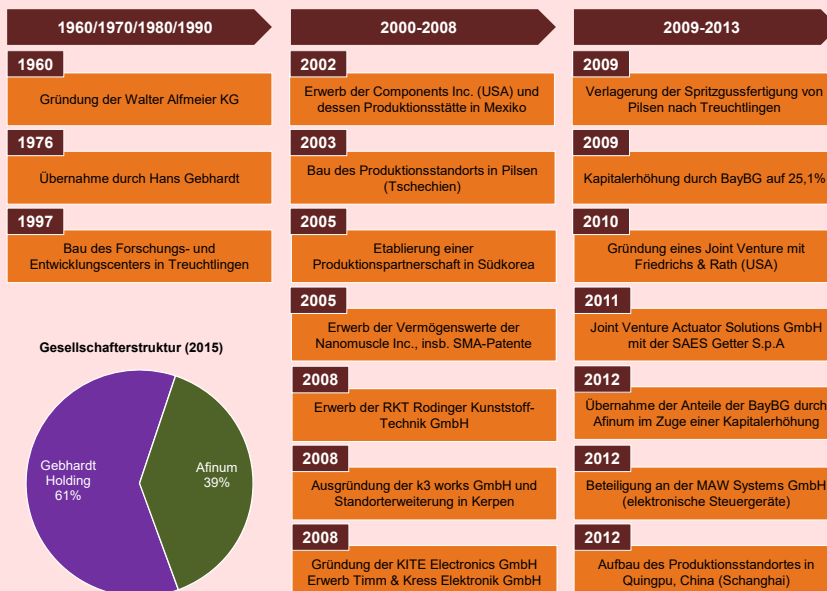 1960/1970/1980/1990
1960
Gründung der Walter Alfmeier KG
1976
Übernahme durch Hans Gebhardt
1997
Bau des Forschungs- und
Entwicklungscenters in Treuchtlingen
Gesellschafterstruktur (2015)
Gebhardt
Holding
61%
Afinum
39%
2000-2008
2002
Erwerb der Components Inc. (USA) und
dessen Produktionsstätte in Mexiko
2003
Bau des Produktionsstandorts in Pilsen
(Tschechien)
2005
Etablierung einer
Produktionspartnerschaft in Südkorea
2005
Erwerb der Vermögenswerte der
Nanomuscle Inc., insb. SMA-Patente
2008
Erwerb der RKT Rodinger Kunststoff-
Technik GmbH
2008
Ausgründung der k3 works GmbH und
Standorterweiterung in Kerpen
2008
Gründung der KITE Electronics GmbH
Erwerb Timm & Kress Elektronik GmbH
2009-2013
2009
Verlagerung der Spritzgussfertigung von
Pilsen nach Treuchtlingen
2009
Kapitalerhöhung durch BayBG auf 25,1%
2010
Gründung eines Joint Venture mit
Friedrichs & Rath (USA)
2011
Joint Venture Actuator Solutions GmbH
mit der SAES Getter S.p.A
2012
Übernahme der Anteile der BayBG durch
Afinum im Zuge einer Kapitalerhöhung
2012
Beteiligung an der MAW Systems GmbH
(elektronische Steuergeräte)
2012
Aufbau des Produktionsstandortes in
Quingpu, China (Schanghai)